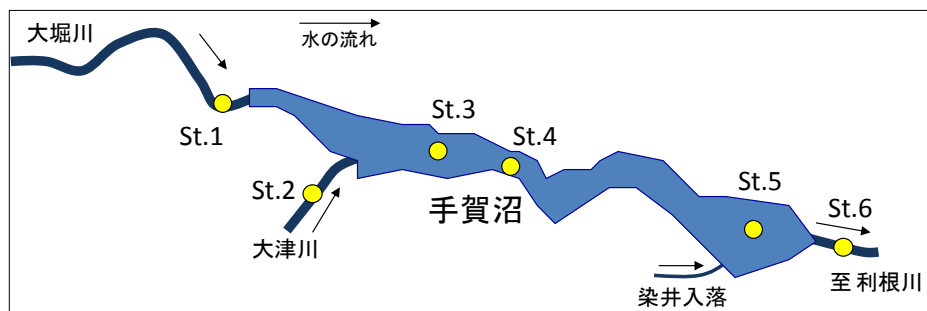 大堀川
水の流れ
St.1
St.3
St.4
St.2
手賀沼
大津川
St.5
St.6
染井入落
至 利根川